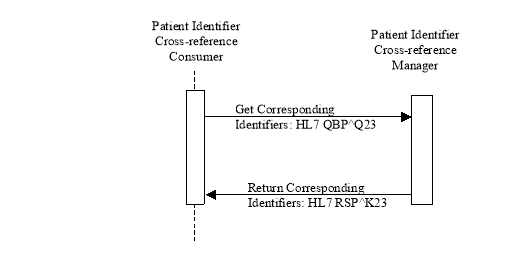 Patient Identifier
Cross-reference
Consumer
Patient Identifier
Cross-reference
Manager
Get Corresponding
Identifiers: HL7 QBP^Q23
Return Corresponding
Identifiers: HL7 RSP^K23